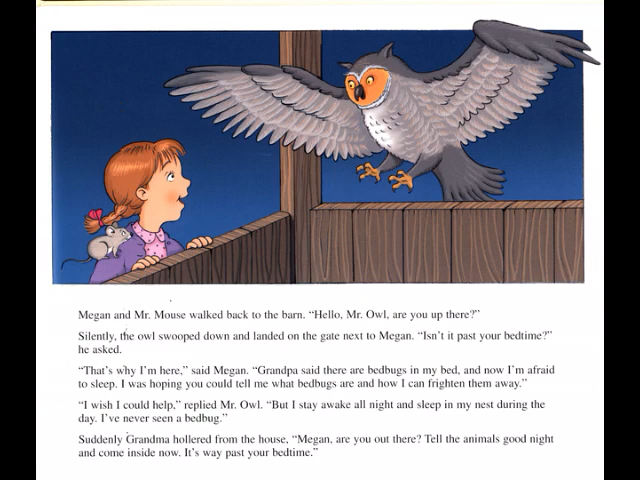 Megan and Mr. Mouse walked back to the barn. “Hello, Mr. Owl, are you up there?”
Silently, the owl swooped down and landed on the gate next to Megan. “Isn’t it past your bedtime?”
he asked.
“That’s why I’m here,” said Megan. “Grandpa said there are bedbugs in my bed, and now I’m afraid
to sleep. I was hoping you could tell me what bedbugs are and how I can frighten them away.”
“I wish I could help,” replied Mr. Owl. “But I stay awake all night and sleep in my nest during the
day. I’ve never seen a bedbug.”
Suddenly Grandma hollered from the house, “Megan, are you out there? Tell the animals good night
and come inside now. It’s way past your bedtime.”